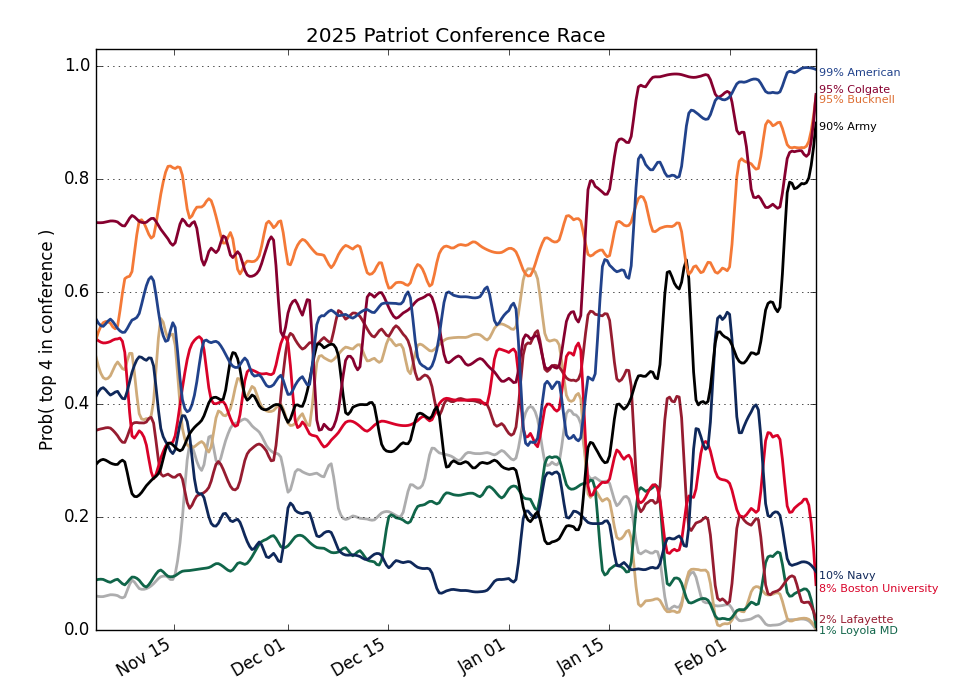 2025 Patriot Conference Race
Prob( top 4 in conference )
1.0
0.8
0.6
0.4
0.2
0.0
Nov 15
Dec 01
Dec 15
Jan 01
Jan 15
Feb 01
99% American
95% Colgate
95% Bucknell
90% Army
10% Navy
8% Boston University
2% Lafayette
1% Loyola MD